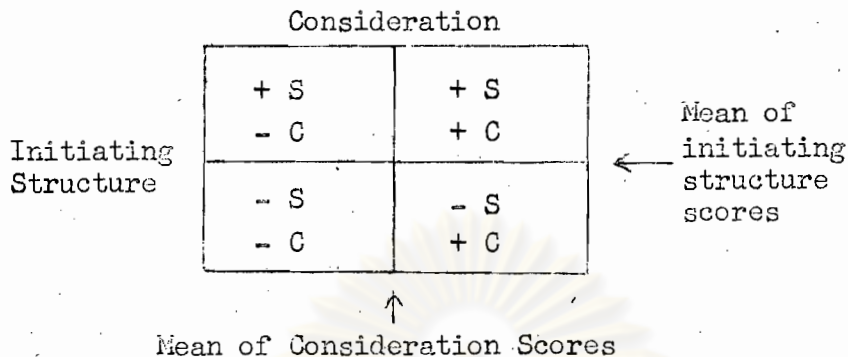 Consideration
+ S + S
- C + C
Initiating
Structure
- S - S
- C + C
Mean of
initiating
structure
scores
Mean of Consideration Scores